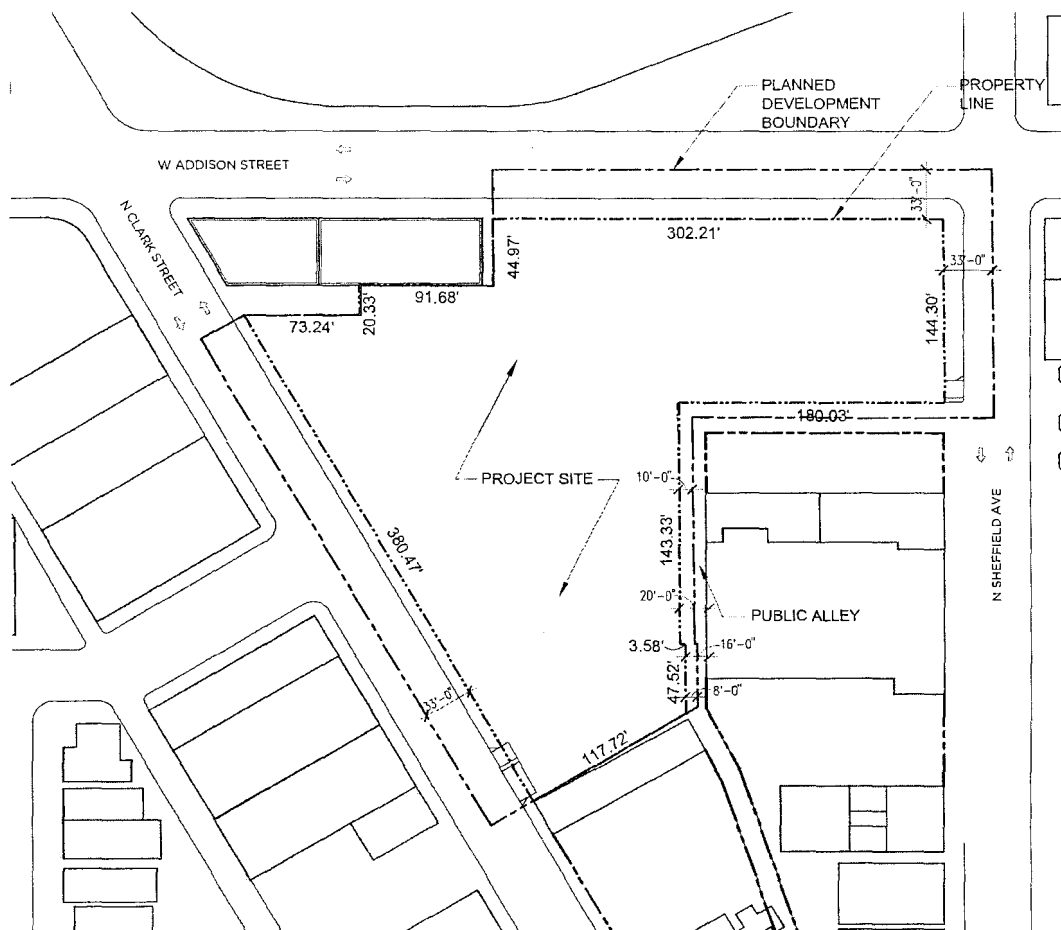 PLANNED
DEVELOPMENT
BOUNDARY
PROPERTY
LINE
W ADDISON STREET
N CLARK STREET
33'-0"
302.21'
44.97'
33'-0"
91.68'
20.33'
73.24'
144.30'
180.03'
PROJECT SITE
10'-0"
143.33'
380.47'
N SHEFFIELD AVE
20'-0"
PUBLIC ALLEY
3.58'
16'-0"
47.52'
8'-0"
33'-0"
117.72'